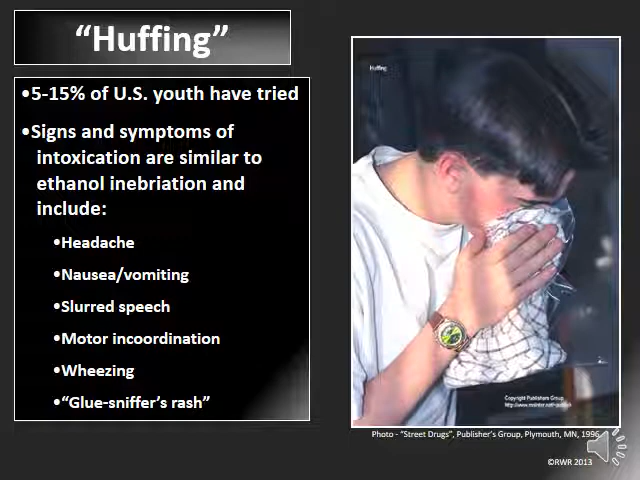 “Huffing”
•5-15% of U.S. youth have tried
•Signs and symptoms of
intoxication are similar to
ethanol inebriation and
include:
•Headache
•Nausea/vomiting
•Slurred speech
•Motor incoordination
•Wheezing
•“Glue-sniffer’s rash”
Huffing
Copyright Publishers Group
Photo - “Street Drugs”, Publisher’s Group, Plymouth, MN, 1996
©RWR 2013